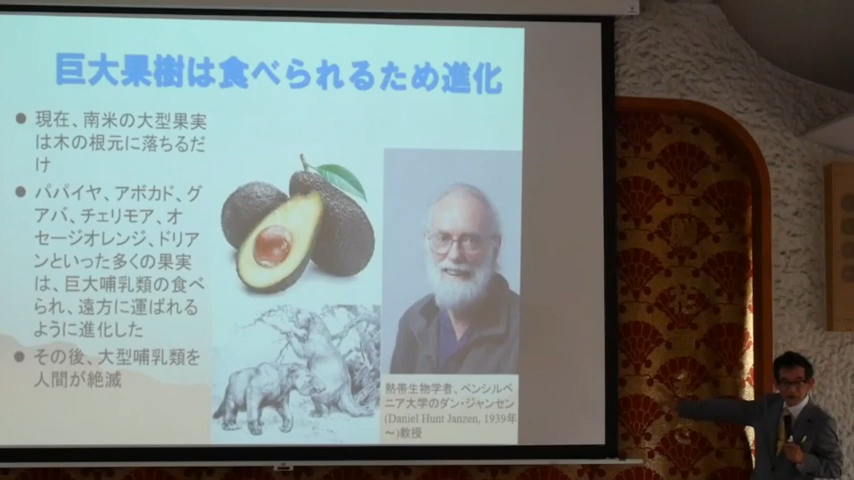 巨大果樹は食べられるため進化
● 現在、南米の大型果実
は木の根元に落ちるだ
け
● パパイヤ、アボカド、グ
アバ、チェリモア、オ
セージオレンジ、ドリア
ンといった多くの果実
は、巨大哺乳類の食べ
られ、遠方に運ばれる
ように進化した
● その後、大型哺乳類を
人間が絶滅
熱帯生物学者、ペンシルベ
ニア大学のダン・ジャンセン
(Daniel Hunt Janzen, 1939年
～)教授